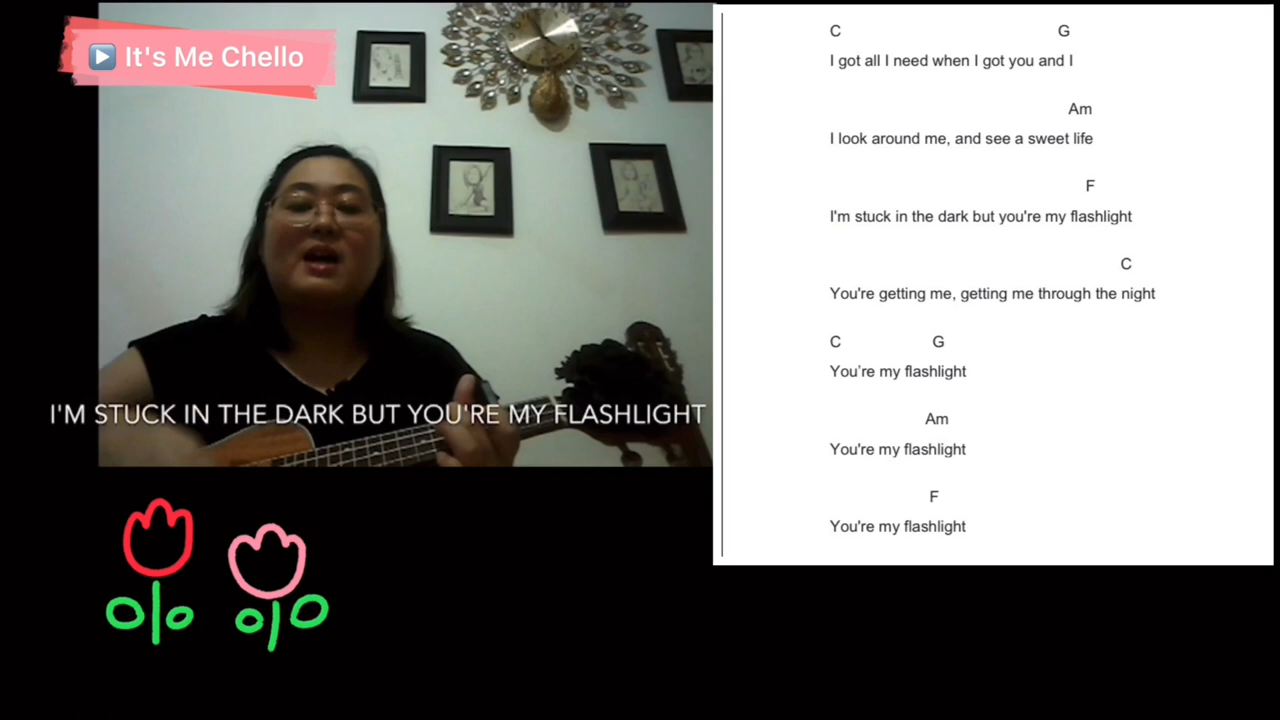 It's Me Chello
I'M STUCK IN THE DARK BUT YOU'RE MY FLASHLIGHT
C G
I got all I need when I got you and I
Am
I look around me, and see a sweet life
F
I'm stuck in the dark but you're my flashlight
C
You're getting me, getting me through the night
C G
You're my flashlight
Am
You're my flashlight
F
You're my flashlight